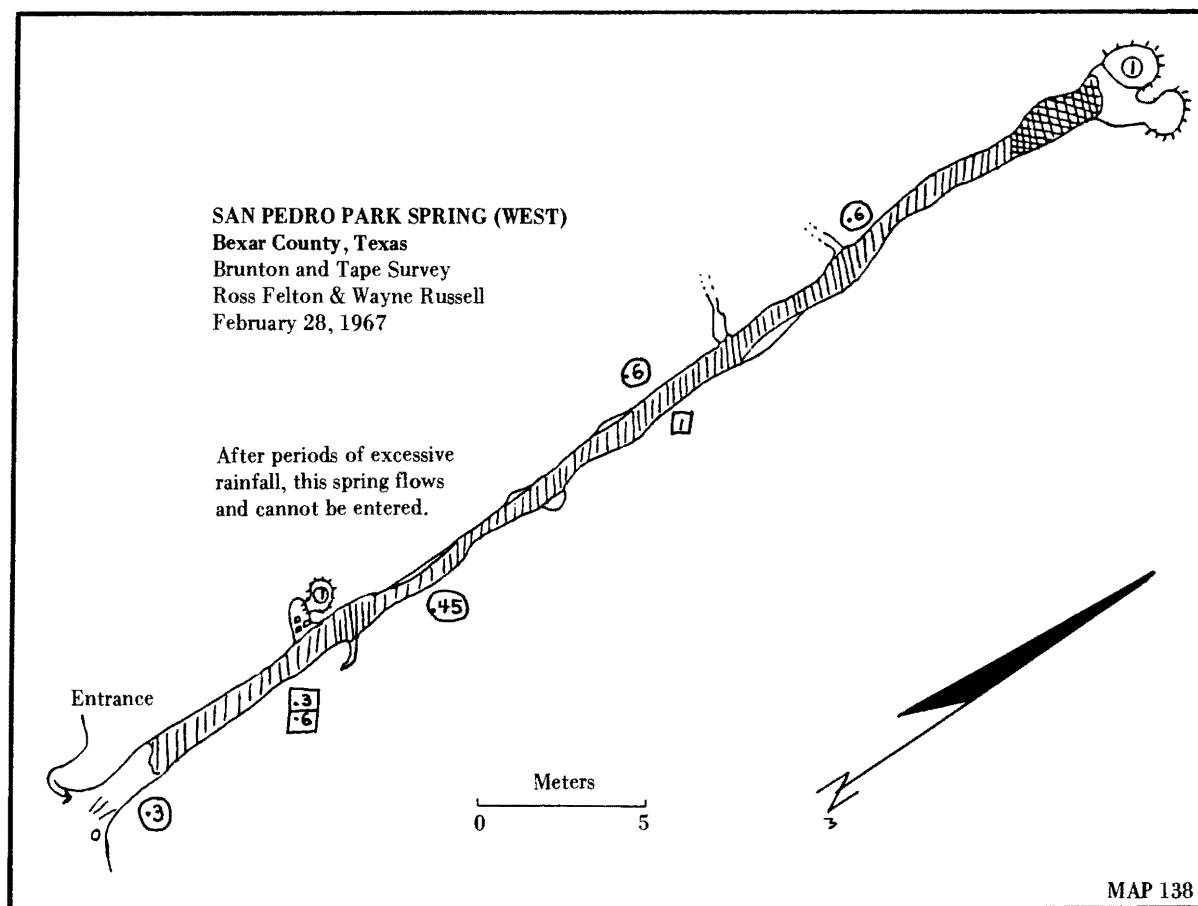 SAN PEDRO PARK SPRING (WEST)
Bexar County, Texas
Brunton and Tape Survey
Ross Felton & Wayne Russell
February 28, 1967
After periods of excessive
rainfall, this spring flows
and cannot be entered.
1
.6
.6
1
1
.45
.3
.6
Entrance
.3
Meters
0 5
N
3
MAP 138